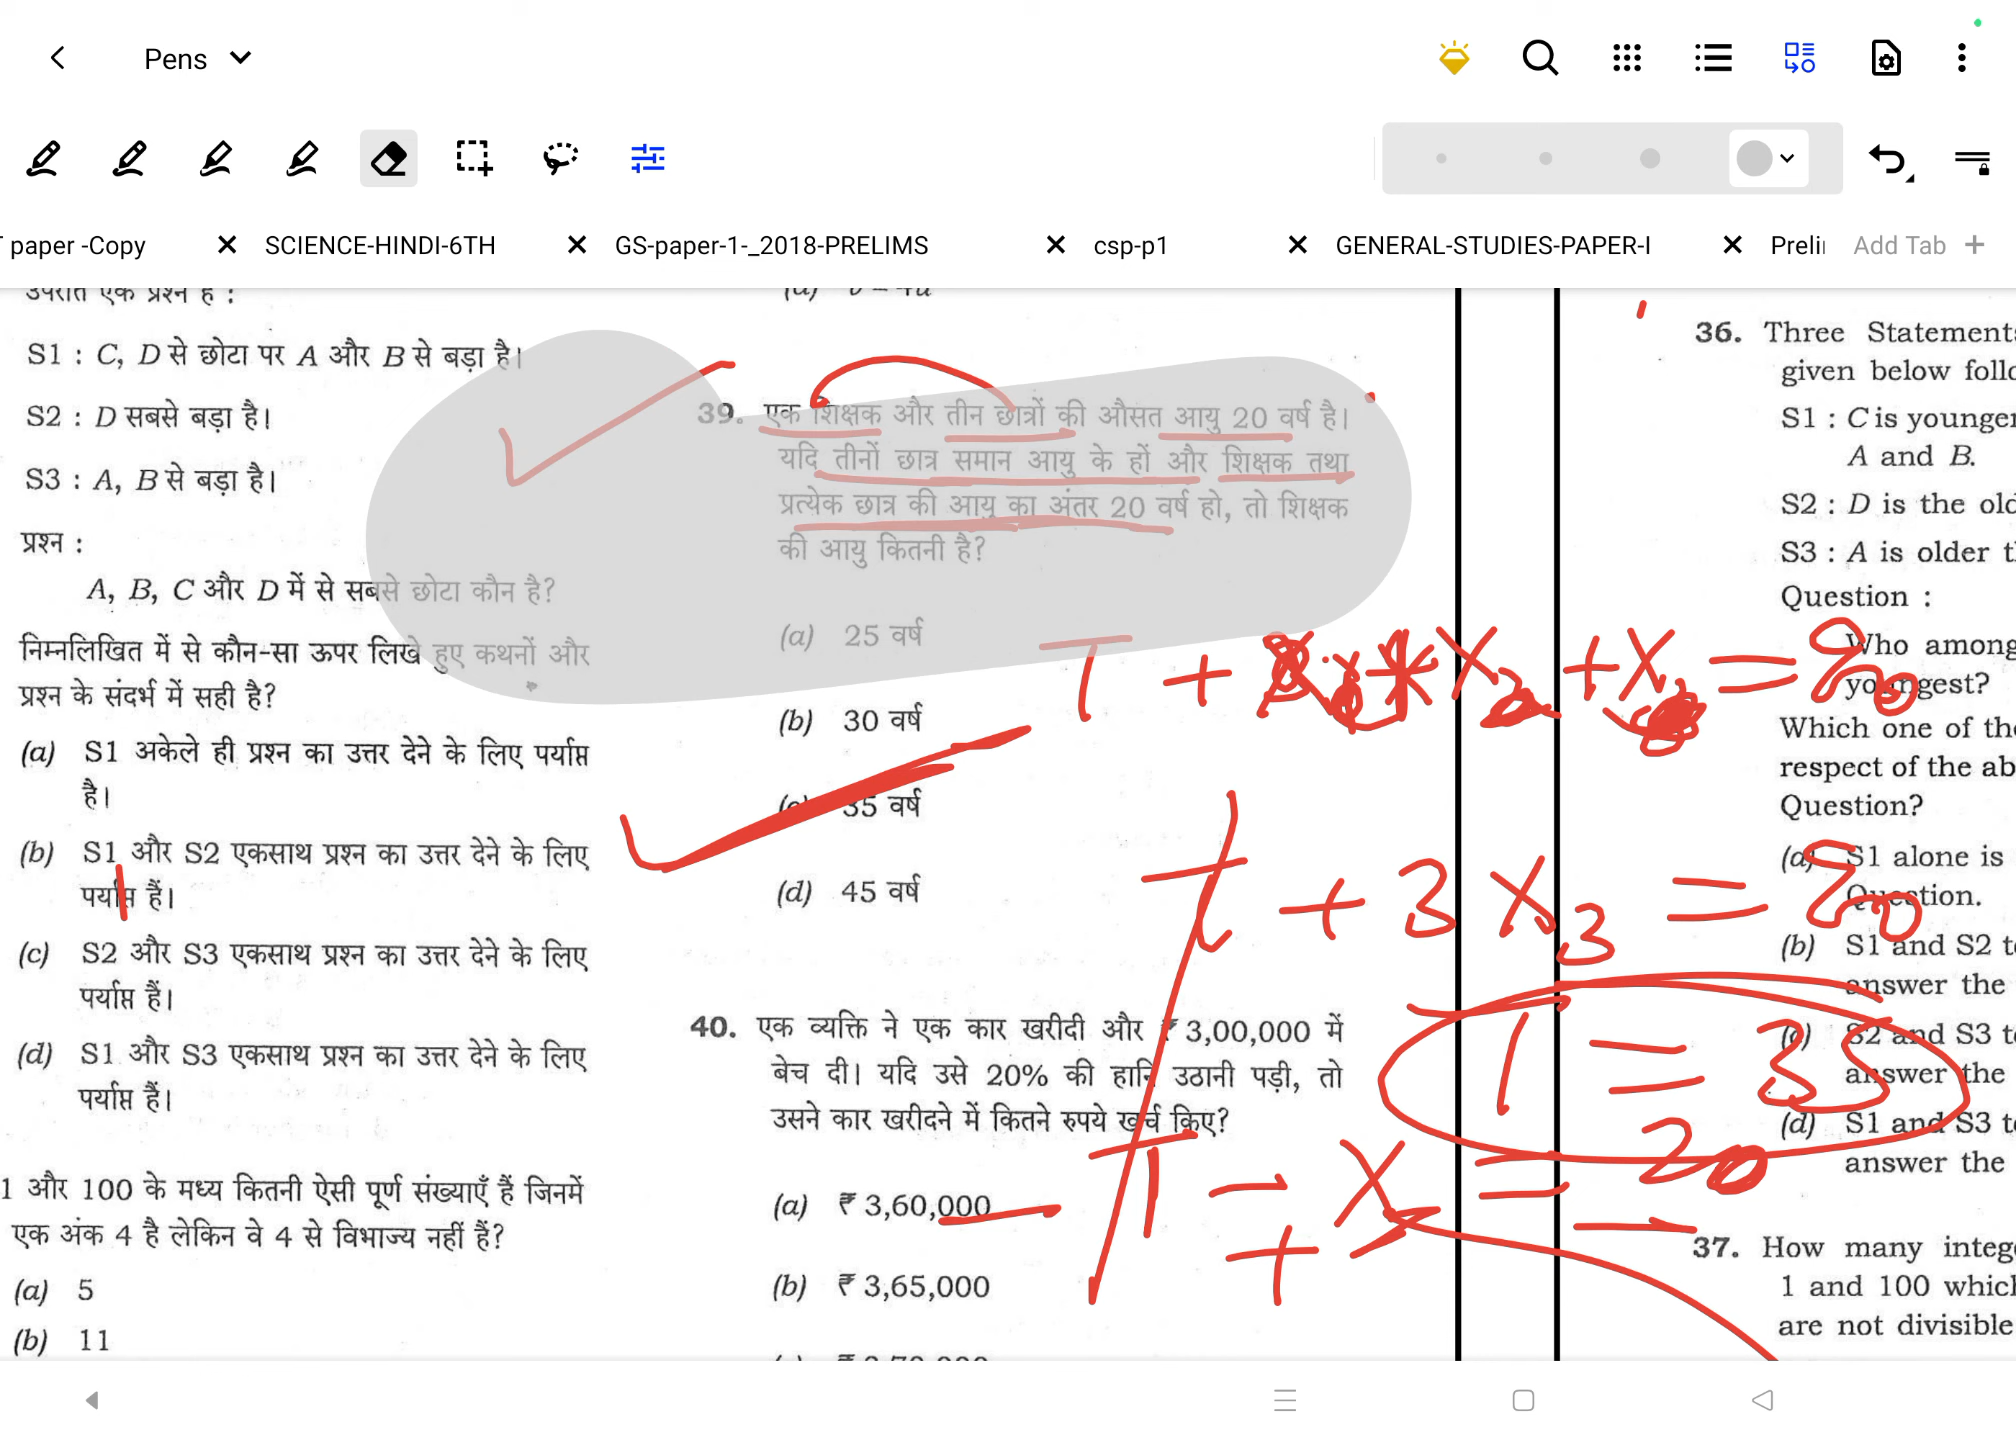 Pens
paper -Copy
SCIENCE-HINDI-6TH
GS-paper-1-_2018-PRELIMS
csp-p1
GENERAL-STUDIES-PAPER-I
Add Tab +
उपरांत एक प्रश्न है :
S1 : C, D से छोटा पर A और B से बड़ा है।
S2 : D सबसे बड़ा है।
S3 : A, B से बड़ा है।
प्रश्न :
A, B, C और D में से सबसे छोटा कौन है?
निम्नलिखित में से कौन-सा ऊपर लिखे हुए कथनों और
प्रश्न के संदर्भ में सही है?
(a) S1 अकेले ही प्रश्न का उत्तर देने के लिए पर्याप्त
है।
(b) S1 और S2 एकसाथ प्रश्न का उत्तर देने के लिए
पर्याप्त हैं।
(c) S2 और S3 एकसाथ प्रश्न का उत्तर देने के लिए
पर्याप्त हैं।
(d) S1 और S3 एकसाथ प्रश्न का उत्तर देने के लिए
पर्याप्त हैं।
1 और 100 के मध्य कितनी ऐसी पूर्ण संख्याएँ हैं जिनमें
एक अंक 4 है लेकिन वे 4 से विभाज्य नहीं हैं?
(a) 5
(b) 11
39. एक शिक्षक और तीन छात्रों की औसत आयु 20 वर्ष है।
यदि तीनों छात्र समान आयु के हों और शिक्षक तथा
प्रत्येक छात्र की आयु का अंतर 20 वर्ष हो, तो शिक्षक
की आयु कितनी है?
(a) 25 वर्ष
(b) 30 वर्ष
(c) 35 वर्ष
(d) 45 वर्ष
40. एक व्यक्ति ने एक कार खरीदी और ₹ 3,00,000 में
बेच दी। यदि उसे 20% की हानि उठानी पड़ी, तो
उसने कार खरीदने में कितने रुपये खर्च किए?
(a) ₹ 3,60,000
(b) ₹ 3,65,000
= 80
t + 3 x3 = 80
T = 35
T - x = 20
36. Three Statements
given below
S1 : C is younger
A and B.
S2 : D is the
S3 : A is older
Question :
Who among
youngest?
Which one of the
respect of the
Question?
(a) S1 alone is
Question.
(b) S1 and S2
answer the
(c) S2 and S3
answer the
(d) S1 and S3
answer the
37. How many
1 and 100
are not divisible